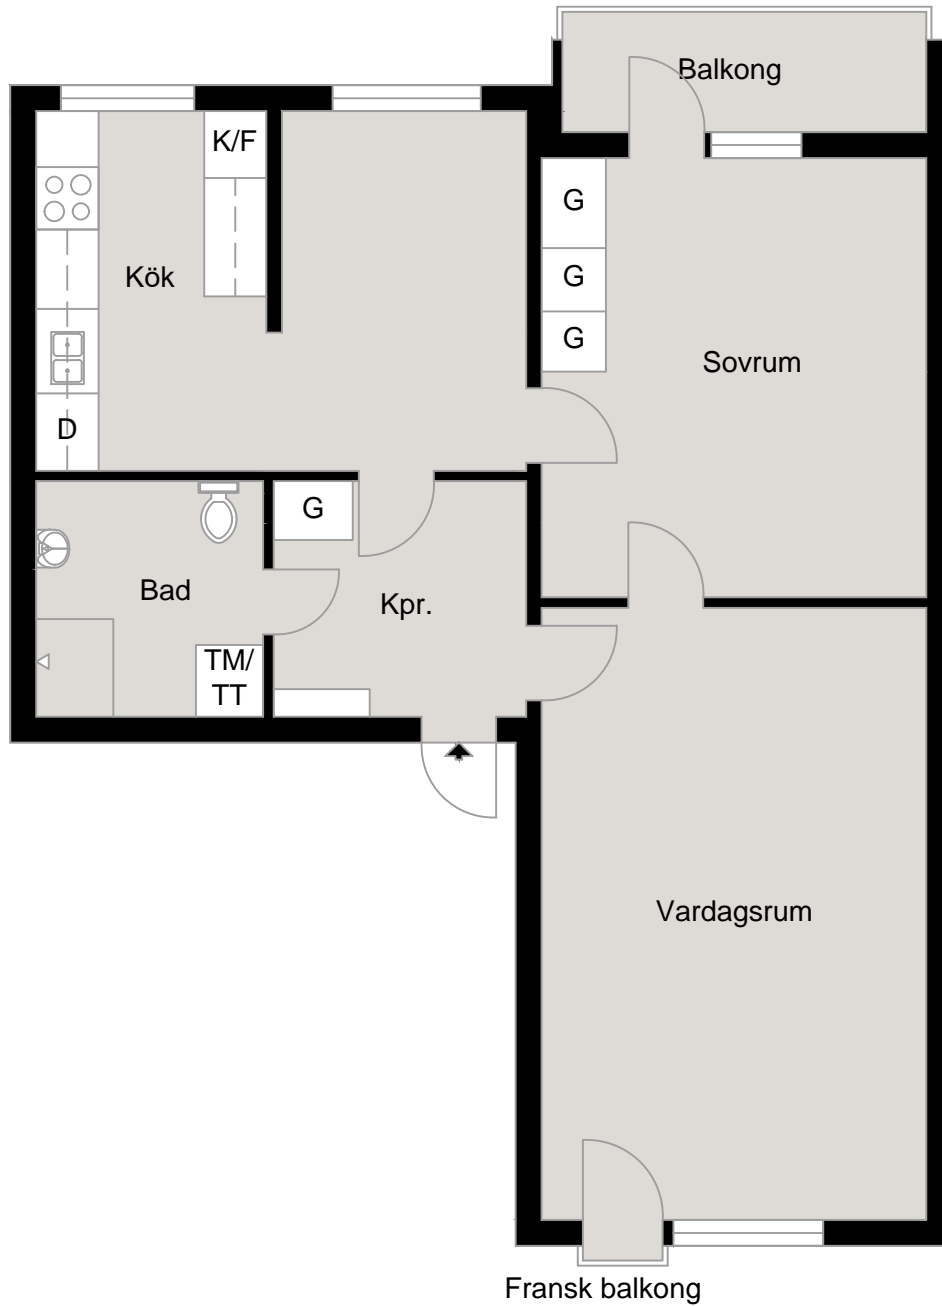 Balkong
K/F
G
Kök
G
G
Sovrum
D
G
Bad
Kpr.
TM/
TT
Vardagsrum
Fransk balkong